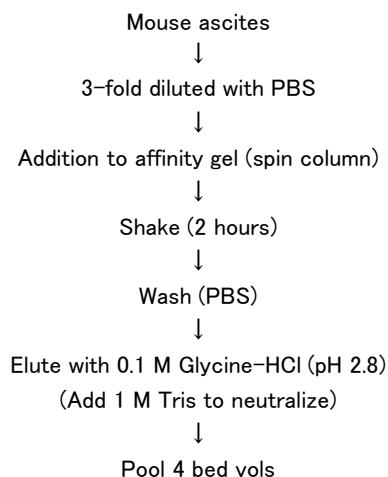 Mouse ascites
↓
3-fold diluted with PBS
↓
Addition to affinity gel (spin column)
↓
Shake (2 hours)
↓
Wash (PBS)
↓
Elute with 0.1 M Glycine-HCl (pH 2.8)
(Add 1 M Tris to neutralize)
↓
Pool 4 bed vols